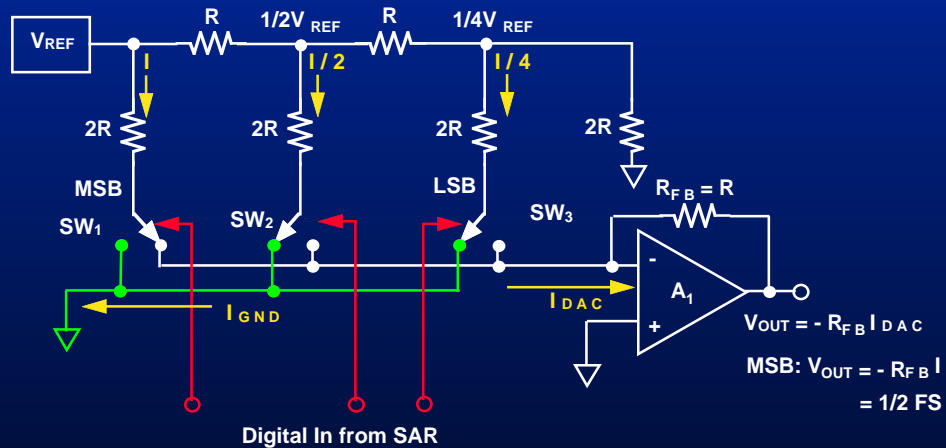 VREF
R
1/2V REF
R
1/4V REF
I
I / 2
I / 4
2R
2R
2R
2R
MSB
LSB
RFB = R
SW1
SW2
SW3
-
A1
+
I GND
I DAC
VOUT = - RFB I DAC
MSB: VOUT = - RFB I
= 1/2 FS
Digital In from SAR